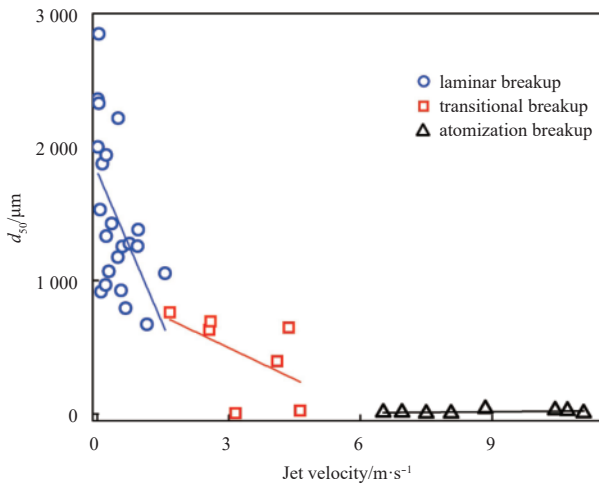 3 000
2 000
1 000
0
d₅₀/μm
laminar breakup
transitional breakup
atomization breakup
0 3 6 9
Jet velocity/m·s⁻¹